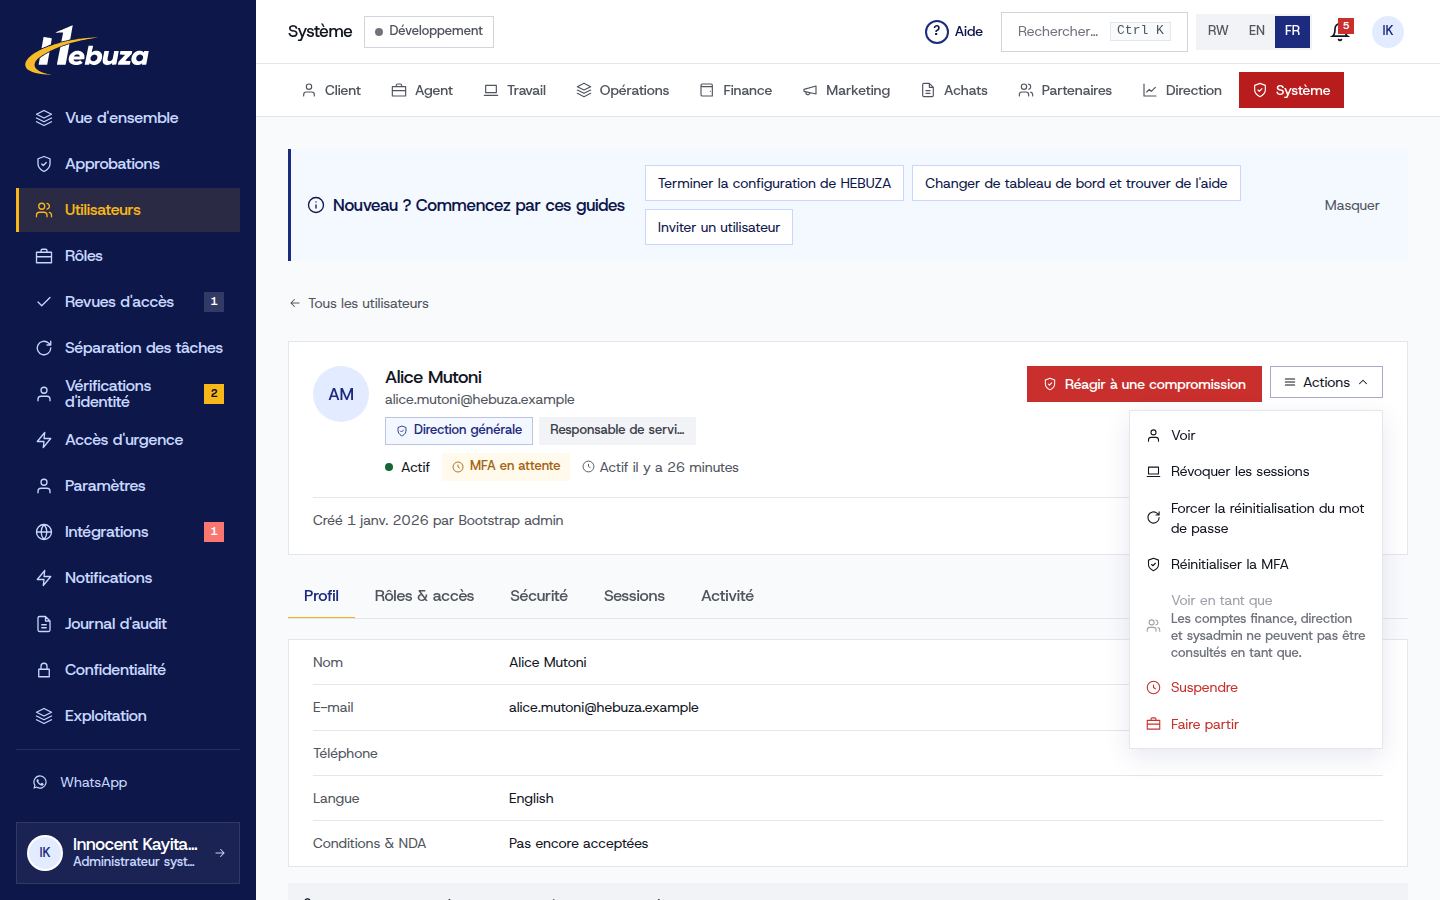 Hebuza
Vue d'ensemble
Approbations
Utilisateurs
Rôles
Revues d'accès 1
Séparation des tâches
Vérifications
d'identité 2
Accès d'urgence
Paramètres
Intégrations 1
Notifications
Journal d'audit
Confidentialité
Exploitation
WhatsApp
IK Innocent Kayita...
Administrateur syst...
Système Développement ? Aide Rechercher... Ctrl K RW EN FR 5 IK
Client Agent Travail Opérations Finance Marketing Achats Partenaires Direction Système
Nouveau ? Commencez par ces guides
Terminer la configuration de HEBUZA Changer de tableau de bord et trouver de l'aide
Inviter un utilisateur
Masquer
← Tous les utilisateurs
AM
Alice Mutoni
alice.mutoni@hebuza.example
Direction générale Responsable de servi...
Actif MFA en attente Actif il y a 26 minutes
Créé 1 janv. 2026 par Bootstrap admin
Réagir à une compromission Actions
Voir
Révoquer les sessions
Forcer la réinitialisation du mot
de passe
Réinitialiser la MFA
Voir en tant que
Les comptes finance, direction
et sysadmin ne peuvent pas être
consultés en tant que.
Suspendre
Faire partir
Profil Rôles & accès Sécurité Sessions Activité
Nom Alice Mutoni
E-mail alice.mutoni@hebuza.example
Téléphone
Langue English
Conditions & NDA Pas encore acceptées